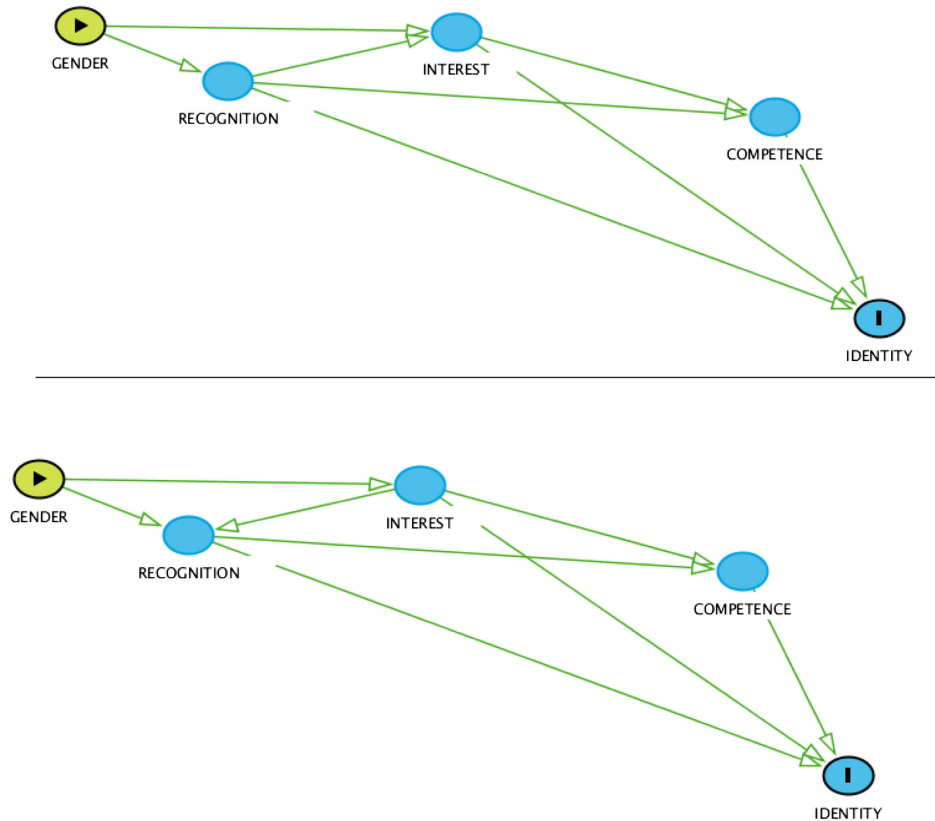 GENDER
INTEREST
RECOGNITION
COMPETENCE
I
IDENTITY
GENDER
INTEREST
RECOGNITION
COMPETENCE
I
IDENTITY